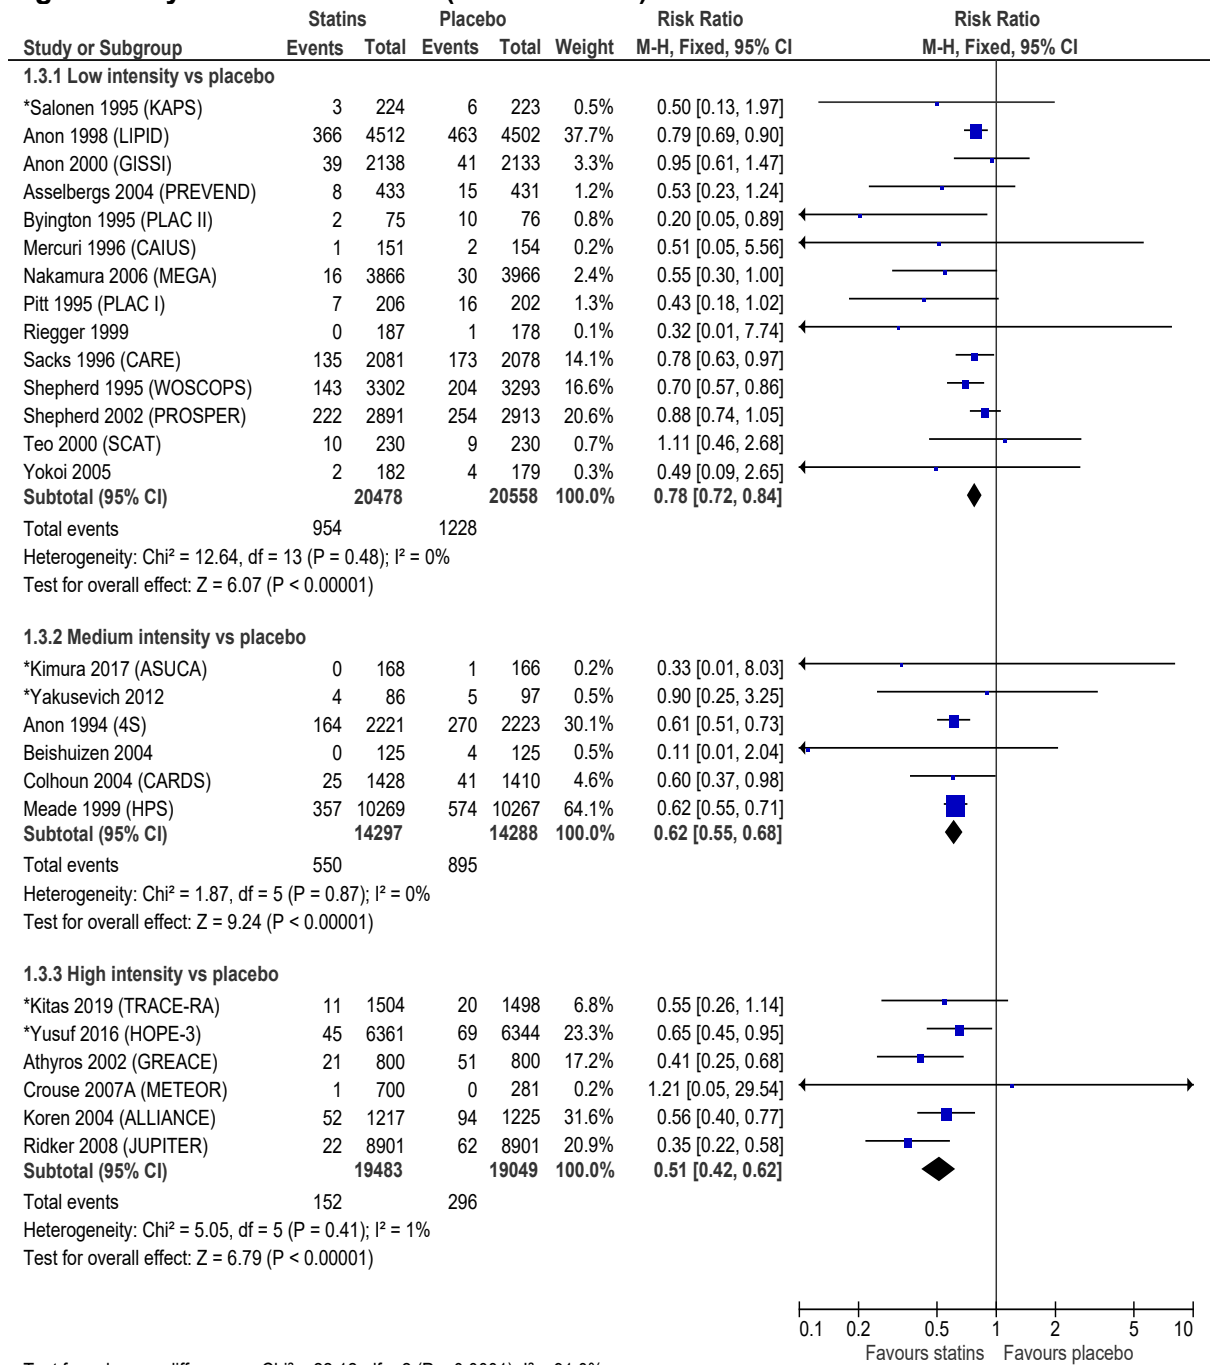 Statins Placebo Risk Ratio Risk Ratio
Study or Subgroup Events Total Events Total Weight M-H, Fixed, 95% CI M-H, Fixed, 95% CI
1.3.1 Low intensity vs placebo
*Salonen 1995 (KAPS) 3 224 6 223 0.5% 0.50 [0.13, 1.97]
Anon 1998 (LIPID) 366 4512 463 4502 37.7% 0.79 [0.69, 0.90]
Anon 2000 (GISSI) 39 2138 41 2133 3.3% 0.95 [0.61, 1.47]
Asselbergs 2004 (PREVEND) 8 433 15 431 1.2% 0.53 [0.23, 1.24]
Byington 1995 (PLAC II) 2 75 10 76 0.8% 0.20 [0.05, 0.89]
Mercuri 1996 (CAIUS) 1 151 2 154 0.2% 0.51 [0.05, 5.56]
Nakamura 2006 (MEGA) 16 3866 30 3966 2.4% 0.55 [0.30, 1.00]
Pitt 1995 (PLAC I) 7 206 16 202 1.3% 0.43 [0.18, 1.02]
Riegger 1999 0 187 1 178 0.1% 0.32 [0.01, 7.74]
Sacks 1996 (CARE) 135 2081 173 2078 14.1% 0.78 [0.63, 0.97]
Shepherd 1995 (WOSCOPS) 143 3302 204 3293 16.6% 0.70 [0.57, 0.86]
Shepherd 2002 (PROSPER) 222 2891 254 2913 20.6% 0.88 [0.74, 1.05]
Teo 2000 (SCAT) 10 230 9 230 0.7% 1.11 [0.46, 2.68]
Yokoi 2005 2 182 4 179 0.3% 0.49 [0.09, 2.65]
Subtotal (95% CI) 20478 20558 100.0% 0.78 [0.72, 0.84]
Total events 954 1228
Heterogeneity: Chi² = 12.64, df = 13 (P = 0.48); I² = 0%
Test for overall effect: Z = 6.07 (P < 0.00001)
1.3.2 Medium intensity vs placebo
*Kimura 2017 (ASUCA) 0 168 1 166 0.2% 0.33 [0.01, 8.03]
*Yakusevich 2012 4 86 5 97 0.5% 0.90 [0.25, 3.25]
Anon 1994 (4S) 164 2221 270 2223 30.1% 0.61 [0.51, 0.73]
Beishuizen 2004 0 125 4 125 0.5% 0.11 [0.01, 2.04]
Colhoun 2004 (CARDS) 25 1428 41 1410 4.6% 0.60 [0.37, 0.98]
Meade 1999 (HPS) 357 10269 574 10267 64.1% 0.62 [0.55, 0.71]
Subtotal (95% CI) 14297 14288 100.0% 0.62 [0.55, 0.68]
Total events 550 895
Heterogeneity: Chi² = 1.87, df = 5 (P = 0.87); I² = 0%
Test for overall effect: Z = 9.24 (P < 0.00001)
1.3.3 High intensity vs placebo
*Kitas 2019 (TRACE-RA) 11 1504 20 1498 6.8% 0.55 [0.26, 1.14]
*Yusuf 2016 (HOPE-3) 45 6361 69 6344 23.3% 0.65 [0.45, 0.95]
Athyros 2002 (GREACE) 21 800 51 800 17.2% 0.41 [0.25, 0.68]
Crouse 2007A (METEOR) 1 700 0 281 0.2% 1.21 [0.05, 29.54]
Koren 2004 (ALLIANCE) 52 1217 94 1225 31.6% 0.56 [0.40, 0.77]
Ridker 2008 (JUPITER) 22 8901 62 8901 20.9% 0.35 [0.22, 0.58]
Subtotal (95% CI) 19483 19049 100.0% 0.51 [0.42, 0.62]
Total events 152 296
Heterogeneity: Chi² = 5.05, df = 5 (P = 0.41); I² = 1%
Test for overall effect: Z = 6.79 (P < 0.00001)
0.1 0.2 0.5 1 2 5 10
Favours statins Favours placebo